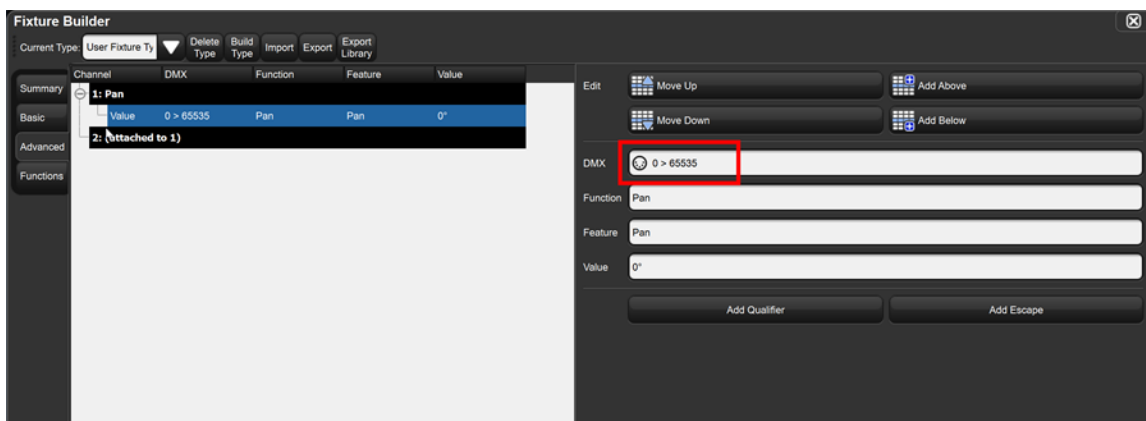 Fixture Builder
Current Type: User Fixture Ty Delete Type Build Type Import Export Export Library
Summary
Basic
Advanced
Functions
Channel DMX Function Feature Value
1: Pan
Value 0 > 65535 Pan Pan 0°
2: (attached to 1)
Edit Move Up Add Above
Move Down Add Below
DMX 0 > 65535
Function Pan
Feature Pan
Value 0°
Add Qualifier Add Escape